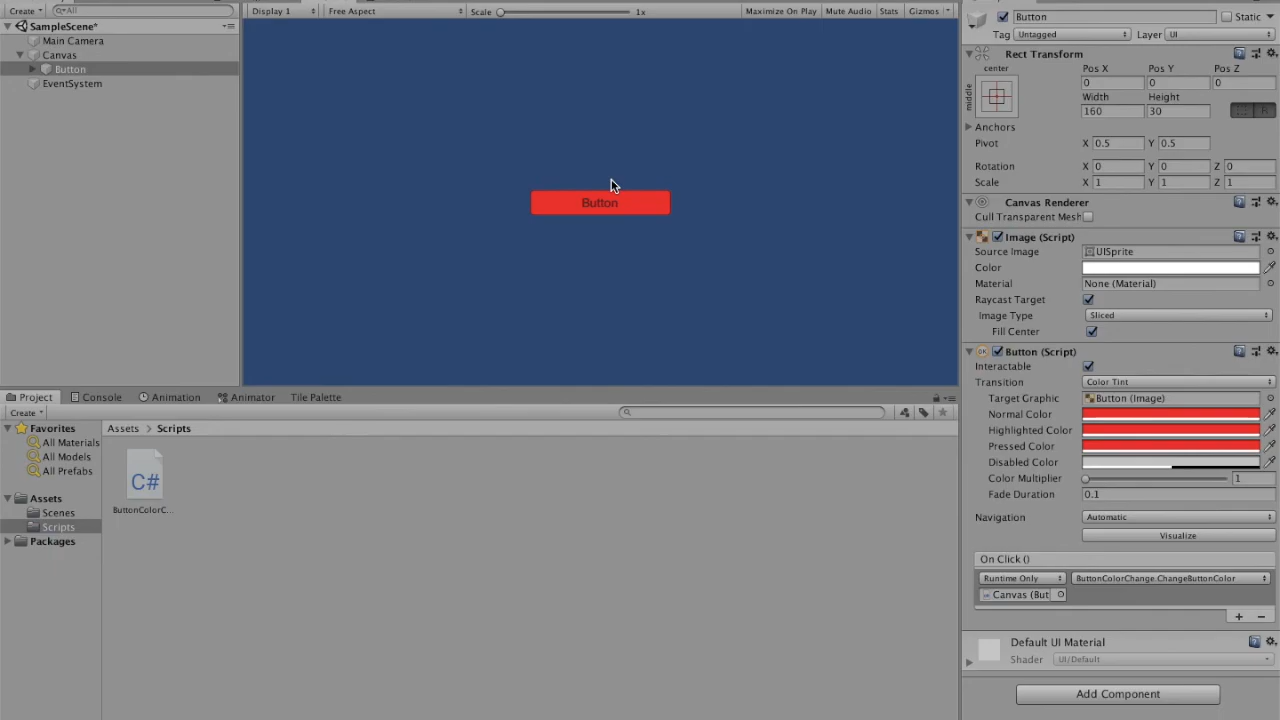 Create
All
SampleScene*
Main Camera
Canvas
Button
EventSystem
Display 1
Free Aspect
Scale
1x
Maximize On Play
Mute Audio
Stats
Gizmos
Button
Button
Static
Tag
Untagged
Layer
UI
Rect Transform
center
middle
Pos X
Pos Y
Pos Z
0
0
0
Width
Height
160
30
Anchors
Pivot
X 0.5
Y 0.5
Rotation
X 0
Y 0
Z 0
Scale
X 1
Y 1
Z 1
Canvas Renderer
Cull Transparent Mesh
Image (Script)
Source Image
UISprite
Color
Material
None (Material)
Raycast Target
Image Type
Sliced
Fill Center
Button (Script)
Interactable
Transition
Color Tint
Target Graphic
Button (Image)
Normal Color
Highlighted Color
Pressed Color
Disabled Color
Color Multiplier
1
Fade Duration
0.1
Navigation
Automatic
Visualize
On Click ()
Runtime Only
ButtonColorChange.ChangeButtonColor
Canvas (But
+ −
Default UI Material
Shader
UI/Default
Add Component
Project
Console
Animation
Animator
Tile Palette
Create
Favorites
All Materials
All Models
All Prefabs
Assets
Scenes
Scripts
Packages
Assets > Scripts
C#
ButtonColorC...